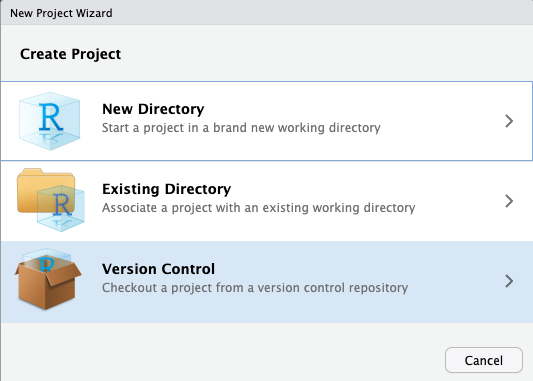 New Project Wizard
Create Project
R
New Directory
Start a project in a brand new working directory
R
Existing Directory
Associate a project with an existing working directory
R
Version Control
Checkout a project from a version control repository
Cancel